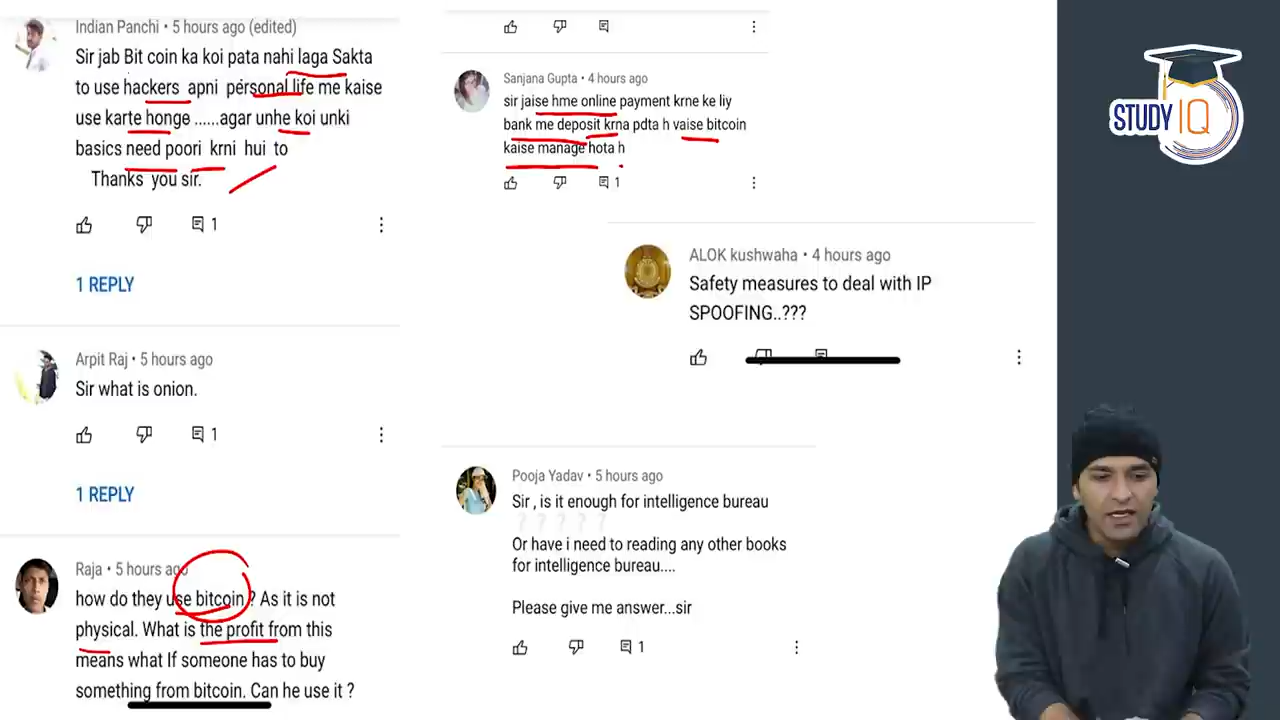 Indian Panchi • 5 hours ago (edited)
Sir jab Bit coin ka koi pata nahi laga Sakta
to use hackers apni personal life me kaise
use karte honge ......agar unhe koi unki
basics need poori krni hui to
Thanks you sir.
1
1 REPLY
Arpit Raj • 5 hours ago
Sir what is onion.
1
1 REPLY
Raja • 5 hours ago
how do they use bitcoin ? As it is not
physical. What is the profit from this
means what If someone has to buy
something from bitcoin. Can he use it ?
Sanjana Gupta • 4 hours ago
sir jaise hme online payment krne ke liy
bank me deposit krna pdta h vaise bitcoin
kaise manage hota h
1
ALOK kushwaha • 4 hours ago
Safety measures to deal with IP
SPOOFING..???
Pooja Yadav • 5 hours ago
Sir , is it enough for intelligence bureau
? ? ? ? ?
Or have i need to reading any other books
for intelligence bureau....
Please give me answer...sir
1
STUDY IQ